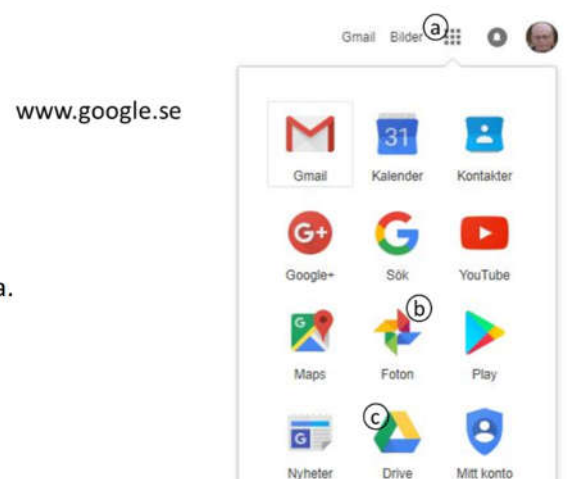 Gmail Bilder a
www.google.se
31
Gmail Kalender Kontakter
G+ G
Google+ Sök YouTube
a.
G b
Maps Foton Play
G c
Nyheter Drive Mitt konto